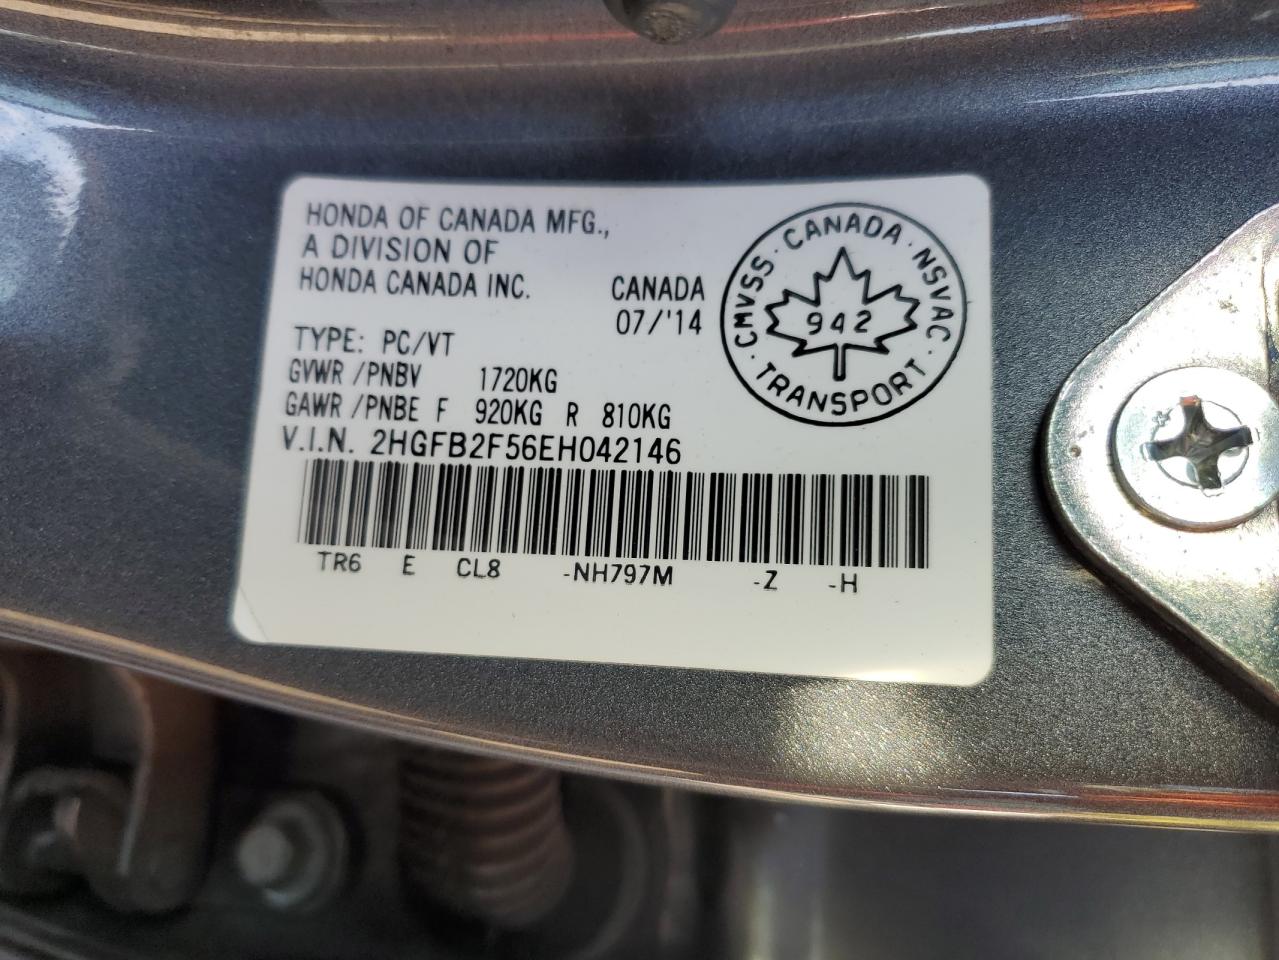 HONDA OF CANADA MFG.,
A DIVISION OF
HONDA CANADA INC.
CANADA
07/'14
TYPE: PC/VT
GVWR /PNBV 1720KG
GAWR /PNBE F 920KG R 810KG
V.I.N. 2HGFB2F56EH042146
TR6 E CL8 -NH797M -Z -H
CMVSS · CANADA · NSVAC · TRANSPORT ·
942